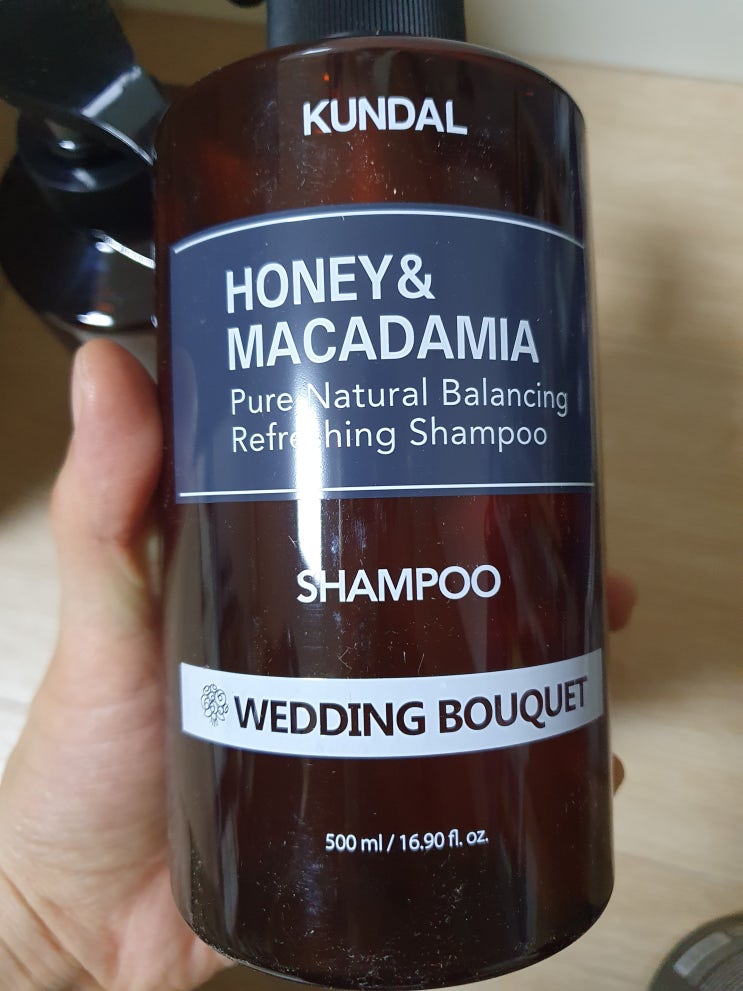 KUNDAL
HONEY&
MACADAMIA
Pure Natural Balancing
Refreshing Shampoo
SHAMPOO
WEDDING BOUQUET
500 ml / 16.90 fl. oz.